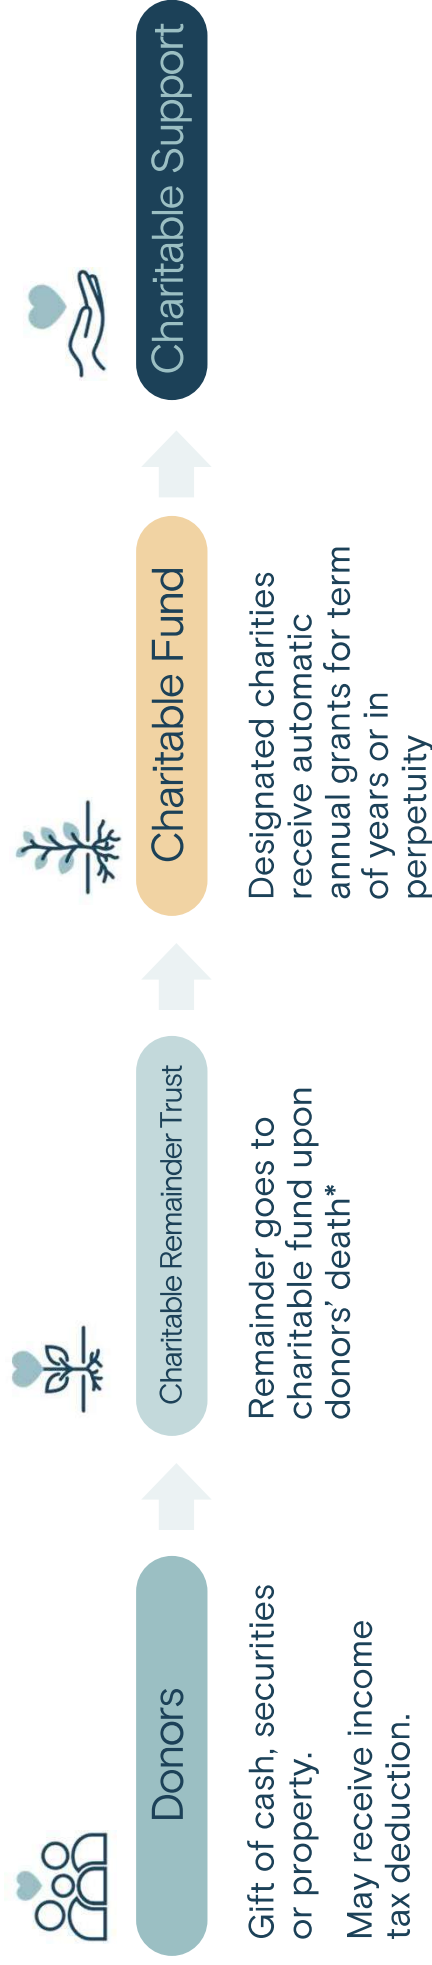 Donors
Gift of cash, securities
or property.
May receive income
tax deduction.
Charitable Remainder Trust
Remainder goes to
charitable fund upon
donors’ death*
Charitable Fund
Designated charities
receive automatic
annual grants for term
of years or in
perpetuity
Charitable Support